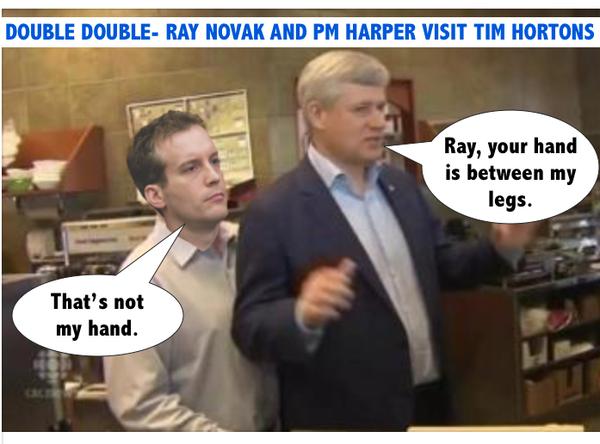 DOUBLE DOUBLE- RAY NOVAK AND PM HARPER VISIT TIM HORTONS
Ray, your hand
is between my
legs.
That's not
my hand.